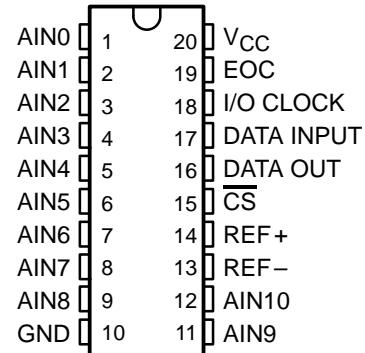 AIN0 1 20 VCC
AIN1 2 19 EOC
AIN2 3 18 I/O CLOCK
AIN3 4 17 DATA INPUT
AIN4 5 16 DATA OUT
AIN5 6 15 C̅S̅
AIN6 7 14 REF+
AIN7 8 13 REF–
AIN8 9 12 AIN10
GND 10 11 AIN9